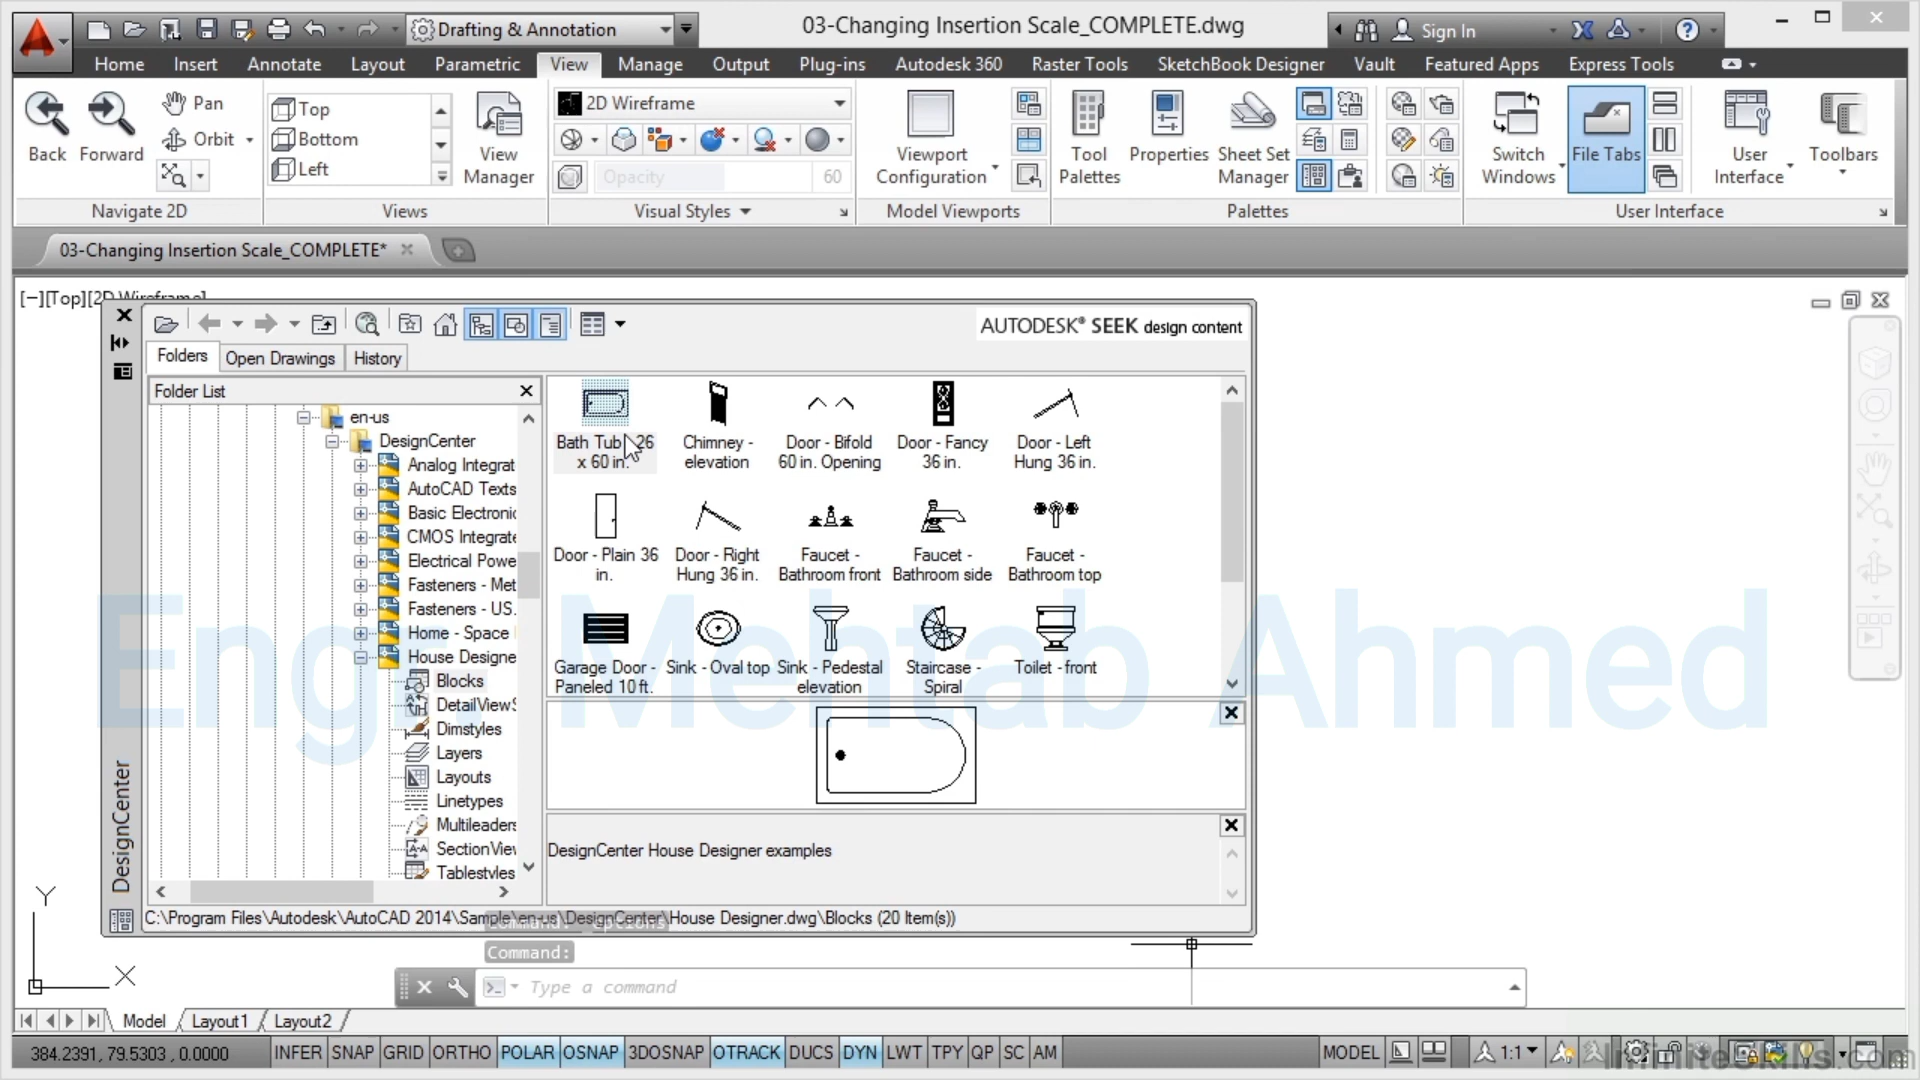 Drafting & Annotation
03-Changing Insertion Scale_COMPLETE.dwg
Sign In
Home Insert Annotate Layout Parametric View Manage Output Plug-ins Autodesk 360 Raster Tools SketchBook Designer Vault Featured Apps Express Tools
Back
Forward
Pan
Orbit
Navigate 2D
Top
Bottom
Left
View
Manager
Views
2D Wireframe
Opacity 60
Visual Styles
Viewport
Configuration
Model Viewports
Tool
Palettes
Properties
Sheet Set
Manager
Palettes
Switch
Windows
File Tabs
User
Interface
Toolbars
User Interface
03-Changing Insertion Scale_COMPLETE*
[−][Top][2D Wireframe]
AUTODESK® SEEK design content
Folders Open Drawings History
Folder List
en-us
DesignCenter
Analog Integrat
AutoCAD Texts
Basic Electronic
CMOS Integrate
Electrical Powe
Fasteners - Met
Fasteners - US.
Home - Space
House Designe
Blocks
DetailViewS
Dimstyles
Layers
Layouts
Linetypes
Multileaders
SectionView
Tablestyles
Bath Tub 26
x 60 in.
Chimney -
elevation
Door - Bifold
60 in. Opening
Door - Fancy
36 in.
Door - Left
Hung 36 in.
Door - Plain 36
in.
Door - Right
Hung 36 in.
Faucet -
Bathroom front
Faucet -
Bathroom side
Faucet -
Bathroom top
Garage Door -
Paneled 10 ft.
Sink - Oval top
Sink - Pedestal
elevation
Staircase -
Spiral
Toilet - front
Engr. Mehtab Ahmed
DesignCenter House Designer examples
DesignCenter
C:\Program Files\Autodesk\AutoCAD 2014\Sample\en-us\DesignCenter\House Designer.dwg\Blocks (20 Item(s))
Command: _options
Command:
Type a command
Y
X
Model Layout1 Layout2
384.2391, 79.5303 , 0.0000
INFER SNAP GRID ORTHO POLAR OSNAP 3DOSNAP OTRACK DUCS DYN LWT TPY QP SC AM
MODEL
1:1
InfiniteSkills.com